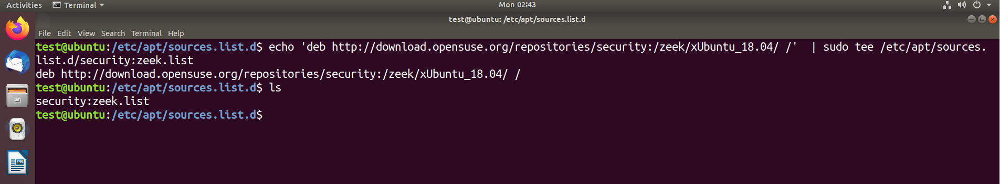 Activities Terminal Mon 02:43
test@ubuntu: /etc/apt/sources.list.d
File Edit View Search Terminal Help
test@ubuntu:/etc/apt/sources.list.d$ echo 'deb http://download.opensuse.org/repositories/security:/zeek/xUbuntu_18.04/ /'  | sudo tee /etc/apt/sources.
list.d/security:zeek.list
deb http://download.opensuse.org/repositories/security:/zeek/xUbuntu_18.04/ /
test@ubuntu:/etc/apt/sources.list.d$ ls
security:zeek.list
test@ubuntu:/etc/apt/sources.list.d$